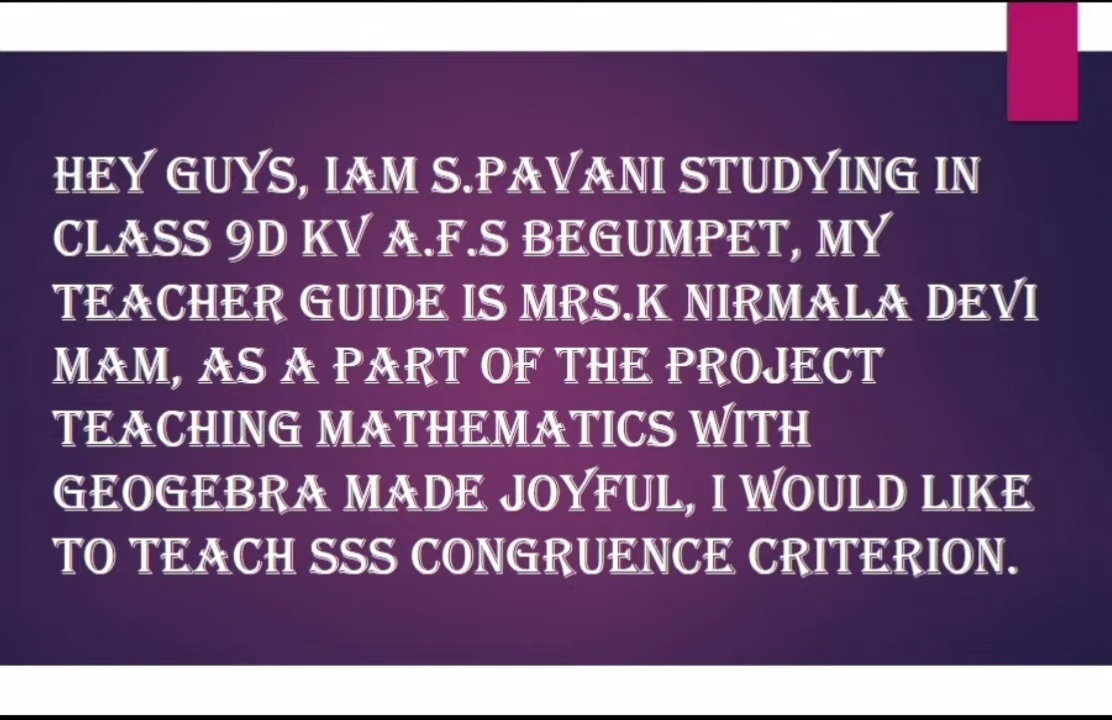 HEY GUYS, IAM S.PAVANI STUDYING IN
CLASS 9D KV A.F.S BEGUMPET, MY
TEACHER GUIDE IS MRS.K NIRMALA DEVI
MAM, AS A PART OF THE PROJECT
TEACHING MATHEMATICS WITH
GEOGEBRA MADE JOYFUL, I WOULD LIKE
TO TEACH SSS CONGRUENCE CRITERION.